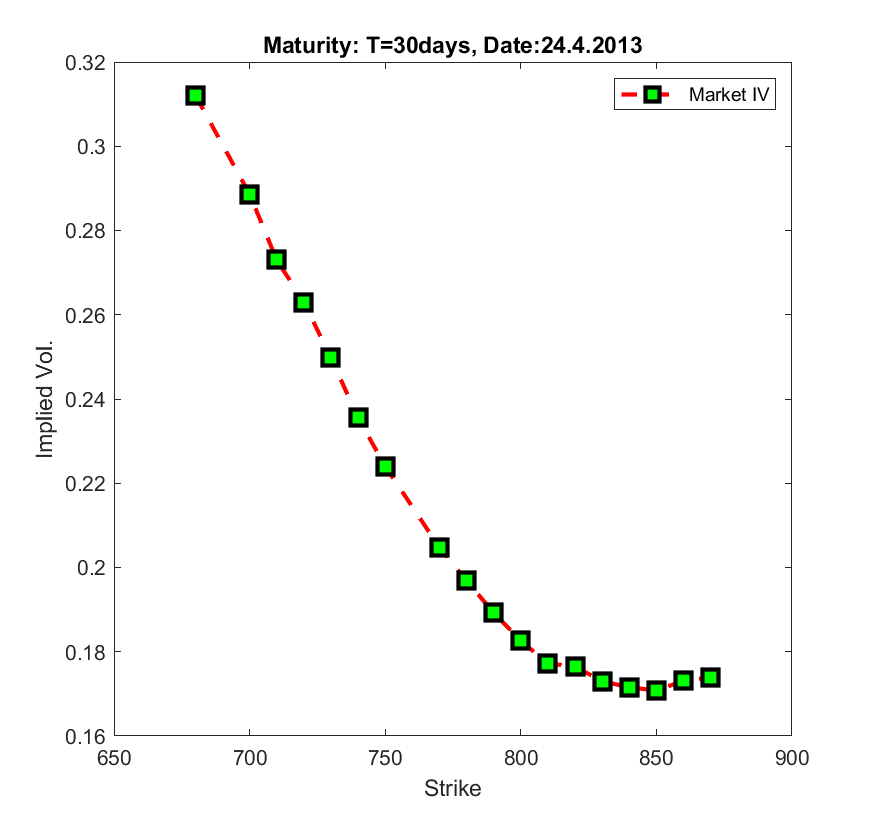 Maturity: T=30days, Date:24.4.2013
Market IV
0.32
0.3
0.28
0.26
0.24
0.22
0.2
0.18
0.16
Implied Vol.
650 700 750 800 850 900
Strike